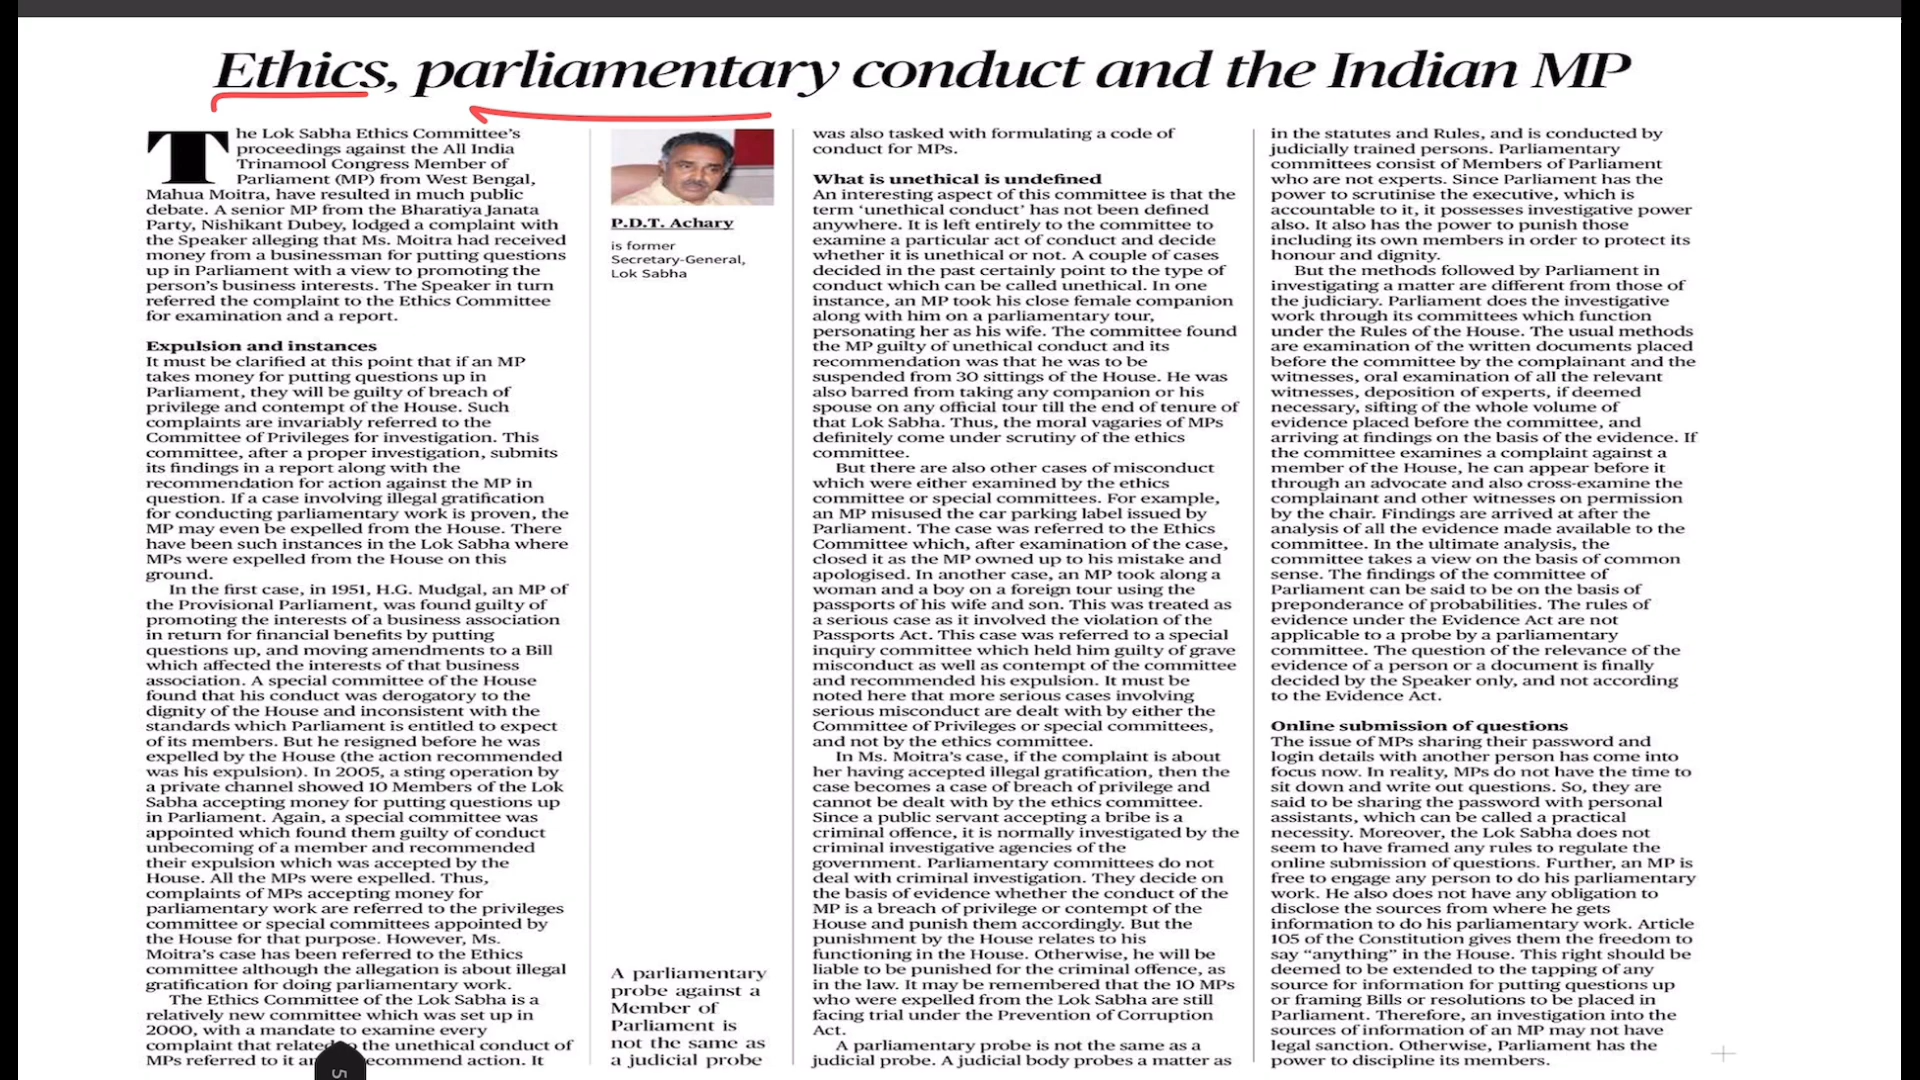 Ethics, parliamentary conduct and the Indian MP
The Lok Sabha Ethics Committee's
proceedings against the All India
Trinamool Congress Member of
Parliament (MP) from West Bengal,
Mahua Moitra, have resulted in much public
debate. A senior MP from the Bharatiya Janata
Party, Nishikant Dubey, lodged a complaint with
the Speaker alleging that Ms. Moitra had received
money from a businessman for putting questions
up in Parliament with a view to promoting the
person's business interests. The Speaker in turn
referred the complaint to the Ethics Committee
for examination and a report.
Expulsion and instances
It must be clarified at this point that if an MP
takes money for putting questions up in
Parliament, they will be guilty of breach of
privilege and contempt of the House. Such
complaints are invariably referred to the
Committee of Privileges for investigation. This
committee, after a proper investigation, submits
its findings in a report along with the
recommendation for action against the MP in
question. If a case involving illegal gratification
for conducting parliamentary work is proven, the
MP may even be expelled from the House. There
have been such instances in the Lok Sabha where
MPs were expelled from the House on this
ground.
In the first case, in 1951, H.G. Mudgal, an MP of
the Provisional Parliament, was found guilty of
promoting the interests of a business association
in return for financial benefits by putting
questions up, and moving amendments to a Bill
which affected the interests of that business
association. A special committee of the House
found that his conduct was derogatory to the
dignity of the House and inconsistent with the
standards which Parliament is entitled to expect
of its members. But he resigned before he was
expelled by the House (the action recommended
was his expulsion). In 2005, a sting operation by
a private channel showed 10 Members of the Lok
Sabha accepting money for putting questions up
in Parliament. Again, a special committee was
appointed which found them guilty of conduct
unbecoming of a member and recommended
their expulsion which was accepted by the
House. All the MPs were expelled. Thus,
complaints of MPs accepting money for
parliamentary work are referred to the privileges
committee or special committees appointed by
the House for that purpose. However, Ms.
Moitra's case has been referred to the Ethics
committee although the allegation is about illegal
gratification for doing parliamentary work.
The Ethics Committee of the Lok Sabha is a
relatively new committee which was set up in
2000, with a mandate to examine every
complaint that related the unethical conduct of
MPs referred to it ecommend action. It
5
P.D.T. Achary
is former
Secretary-General,
Lok Sabha
A parliamentary
probe against a
Member of
Parliament is
not the same as
a judicial probe
was also tasked with formulating a code of
conduct for MPs.
What is unethical is undefined
An interesting aspect of this committee is that the
term 'unethical conduct' has not been defined
anywhere. It is left entirely to the committee to
examine a particular act of conduct and decide
whether it is unethical or not. A couple of cases
decided in the past certainly point to the type of
conduct which can be called unethical. In one
instance, an MP took his close female companion
along with him on a parliamentary tour,
personating her as his wife. The committee found
the MP guilty of unethical conduct and its
recommendation was that he was to be
suspended from 30 sittings of the House. He was
also barred from taking any companion or his
spouse on any official tour till the end of tenure of
that Lok Sabha. Thus, the moral vagaries of MPs
definitely come under scrutiny of the ethics
committee.
But there are also other cases of misconduct
which were either examined by the ethics
committee or special committees. For example,
an MP misused the car parking label issued by
Parliament. The case was referred to the Ethics
Committee which, after examination of the case,
closed it as the MP owned up to his mistake and
apologised. In another case, an MP took along a
woman and a boy on a foreign tour using the
passports of his wife and son. This was treated as
a serious case as it involved the violation of the
Passports Act. This case was referred to a special
inquiry committee which held him guilty of grave
misconduct as well as contempt of the committee
and recommended his expulsion. It must be
noted here that more serious cases involving
serious misconduct are dealt with by either the
Committee of Privileges or special committees,
and not by the ethics committee.
In Ms. Moitra's case, if the complaint is about
her having accepted illegal gratification, then the
case becomes a case of breach of privilege and
cannot be dealt with by the ethics committee.
Since a public servant accepting a bribe is a
criminal offence, it is normally investigated by the
criminal investigative agencies of the
government. Parliamentary committees do not
deal with criminal investigation. They decide on
the basis of evidence whether the conduct of the
MP is a breach of privilege or contempt of the
House and punish them accordingly. But the
punishment by the House relates to his
functioning in the House. Otherwise, he will be
liable to be punished for the criminal offence, as
in the law. It may be remembered that the 10 MPs
who were expelled from the Lok Sabha are still
facing trial under the Prevention of Corruption
Act.
A parliamentary probe is not the same as a
judicial probe. A judicial body probes a matter as
in the statutes and Rules, and is conducted by
judicially trained persons. Parliamentary
committees consist of Members of Parliament
who are not experts. Since Parliament has the
power to scrutinise the executive, which is
accountable to it, it possesses investigative power
also. It also has the power to punish those
including its own members in order to protect its
honour and dignity.
But the methods followed by Parliament in
investigating a matter are different from those of
the judiciary. Parliament does the investigative
work through its committees which function
under the Rules of the House. The usual methods
are examination of the written documents placed
before the committee by the complainant and the
witnesses, oral examination of all the relevant
witnesses, deposition of experts, if deemed
necessary, sifting of the whole volume of
evidence placed before the committee, and
arriving at findings on the basis of the evidence. If
the committee examines a complaint against a
member of the House, he can appear before it
through an advocate and also cross-examine the
complainant and other witnesses on permission
by the chair. Findings are arrived at after the
analysis of all the evidence made available to the
committee. In the ultimate analysis, the
committee takes a view on the basis of common
sense. The findings of the committee of
Parliament can be said to be on the basis of
preponderance of probabilities. The rules of
evidence under the Evidence Act are not
applicable to a probe by a parliamentary
committee. The question of the relevance of the
evidence of a person or a document is finally
decided by the Speaker only, and not according
to the Evidence Act.
Online submission of questions
The issue of MPs sharing their password and
login details with another person has come into
focus now. In reality, MPs do not have the time to
sit down and write out questions. So, they are
said to be sharing the password with personal
assistants, which can be called a practical
necessity. Moreover, the Lok Sabha does not
seem to have framed any rules to regulate the
online submission of questions. Further, an MP is
free to engage any person to do his parliamentary
work. He also does not have any obligation to
disclose the sources from where he gets
information to do his parliamentary work. Article
105 of the Constitution gives them the freedom to
say “anything” in the House. This right should be
deemed to be extended to the tapping of any
source for information for putting questions up
or framing Bills or resolutions to be placed in
Parliament. Therefore, an investigation into the
sources of information of an MP may not have
legal sanction. Otherwise, Parliament has the
power to discipline its members.